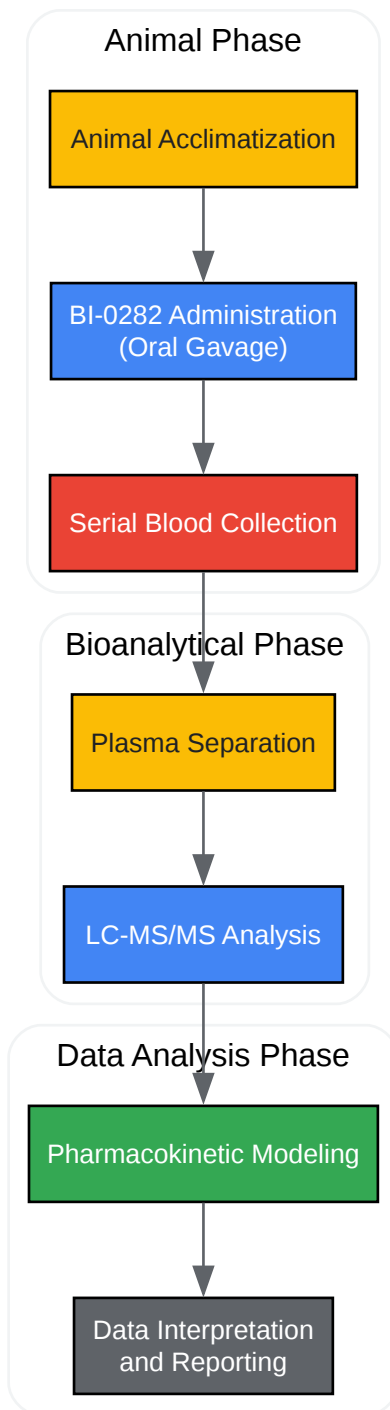 Animal Phase
Animal Acclimatization
BI-0282 Administration
(Oral Gavage)
Serial Blood Collection
Bioanalytical Phase
Plasma Separation
LC-MS/MS Analysis
Data Analysis Phase
Pharmacokinetic Modeling
Data Interpretation
and Reporting